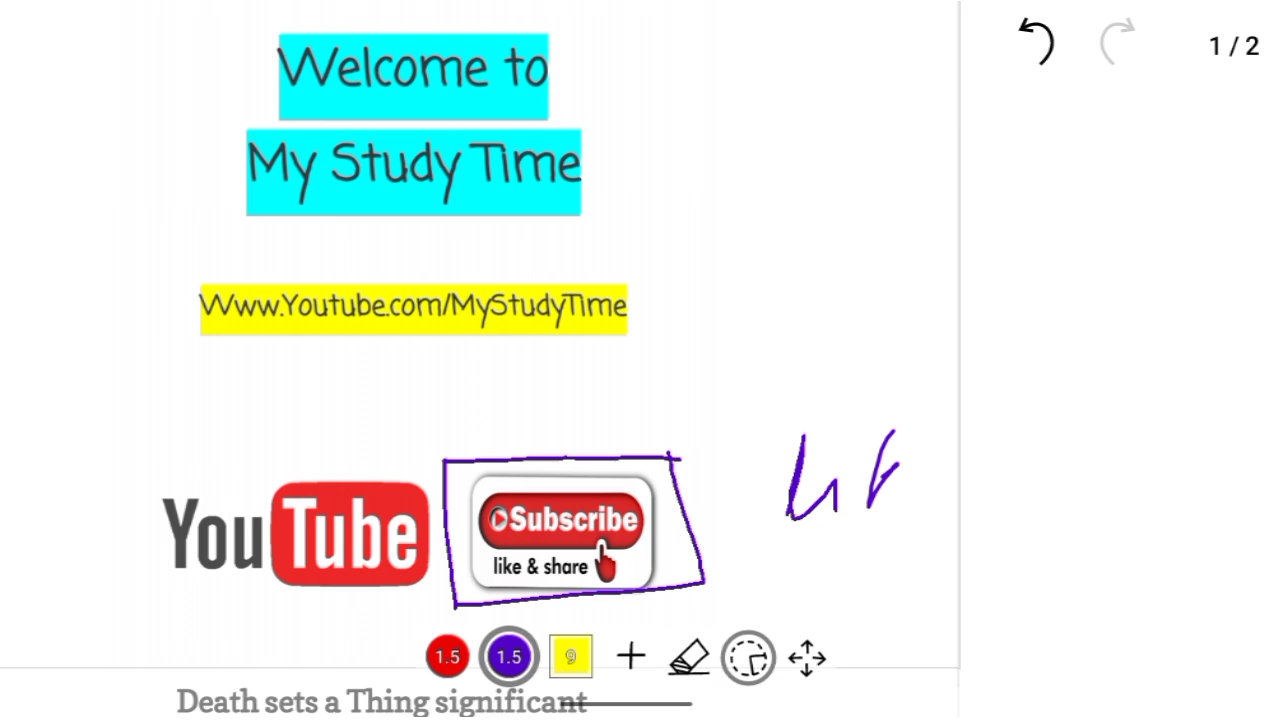 Welcome to
My Study Time
1 / 2
Www.Youtube.com/MyStudyTime
YouTube
Subscribe
like & share
1.5
1.5
9
Death sets a Thing significant